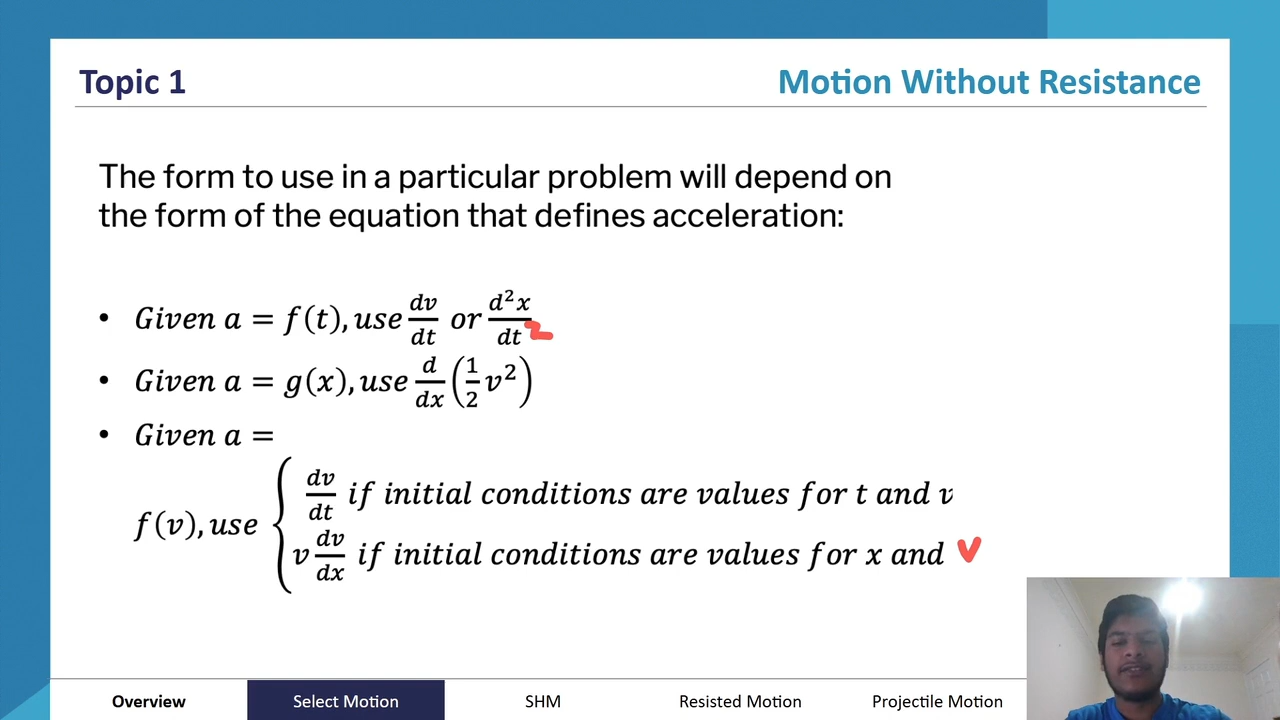 Topic 1
Motion Without Resistance
The form to use in a particular problem will depend on
the form of the equation that defines acceleration:
• Given a = f(t), use dv/dt or d²x/dt²
• Given a = g(x), use d/dx (1/2 v²)
• Given a =
f(v), use { dv/dt if initial conditions are values for t and v
v dv/dx if initial conditions are values for x and v
Overview
Select Motion
SHM
Resisted Motion
Projectile Motion